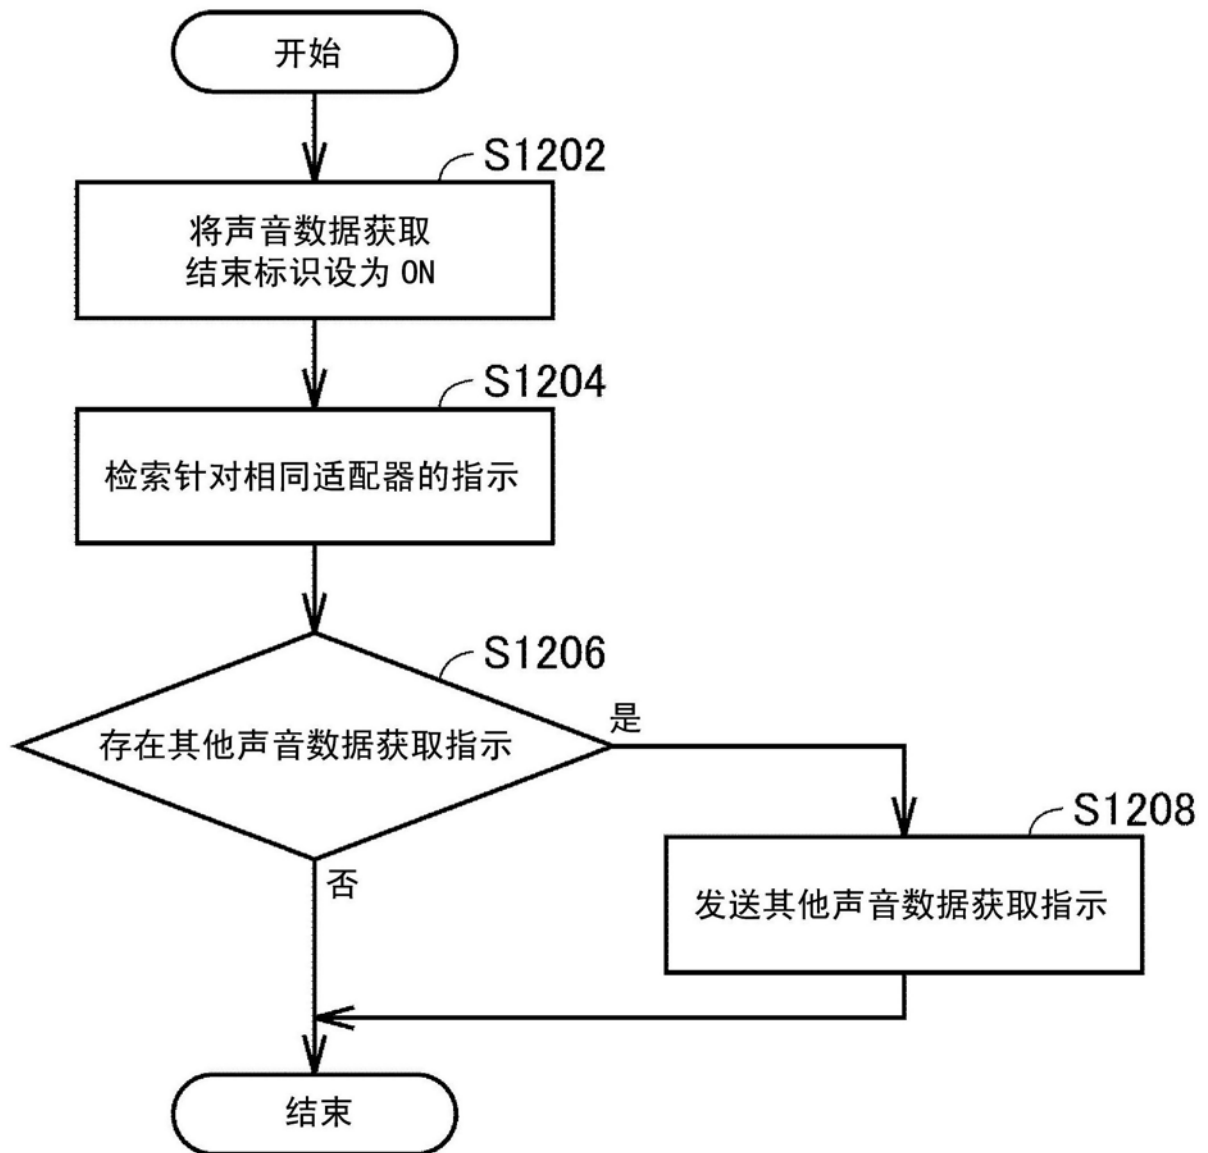 开始
S1202
将声音数据获取
结束标识设为 ON
S1204
检索针对相同适配器的指示
S1206
存在其他声音数据获取指示
是
S1208
发送其他声音数据获取指示
否
结束